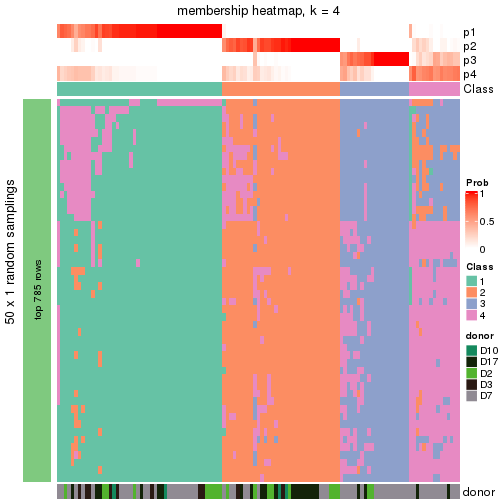 membership heatmap, k = 4
p1
p2
p3
p4
Class
50 x 1 random samplings
top 785 rows
Prob
1
0.5
0
Class
1
2
3
4
donor
D10
D17
D2
D3
D7
donor